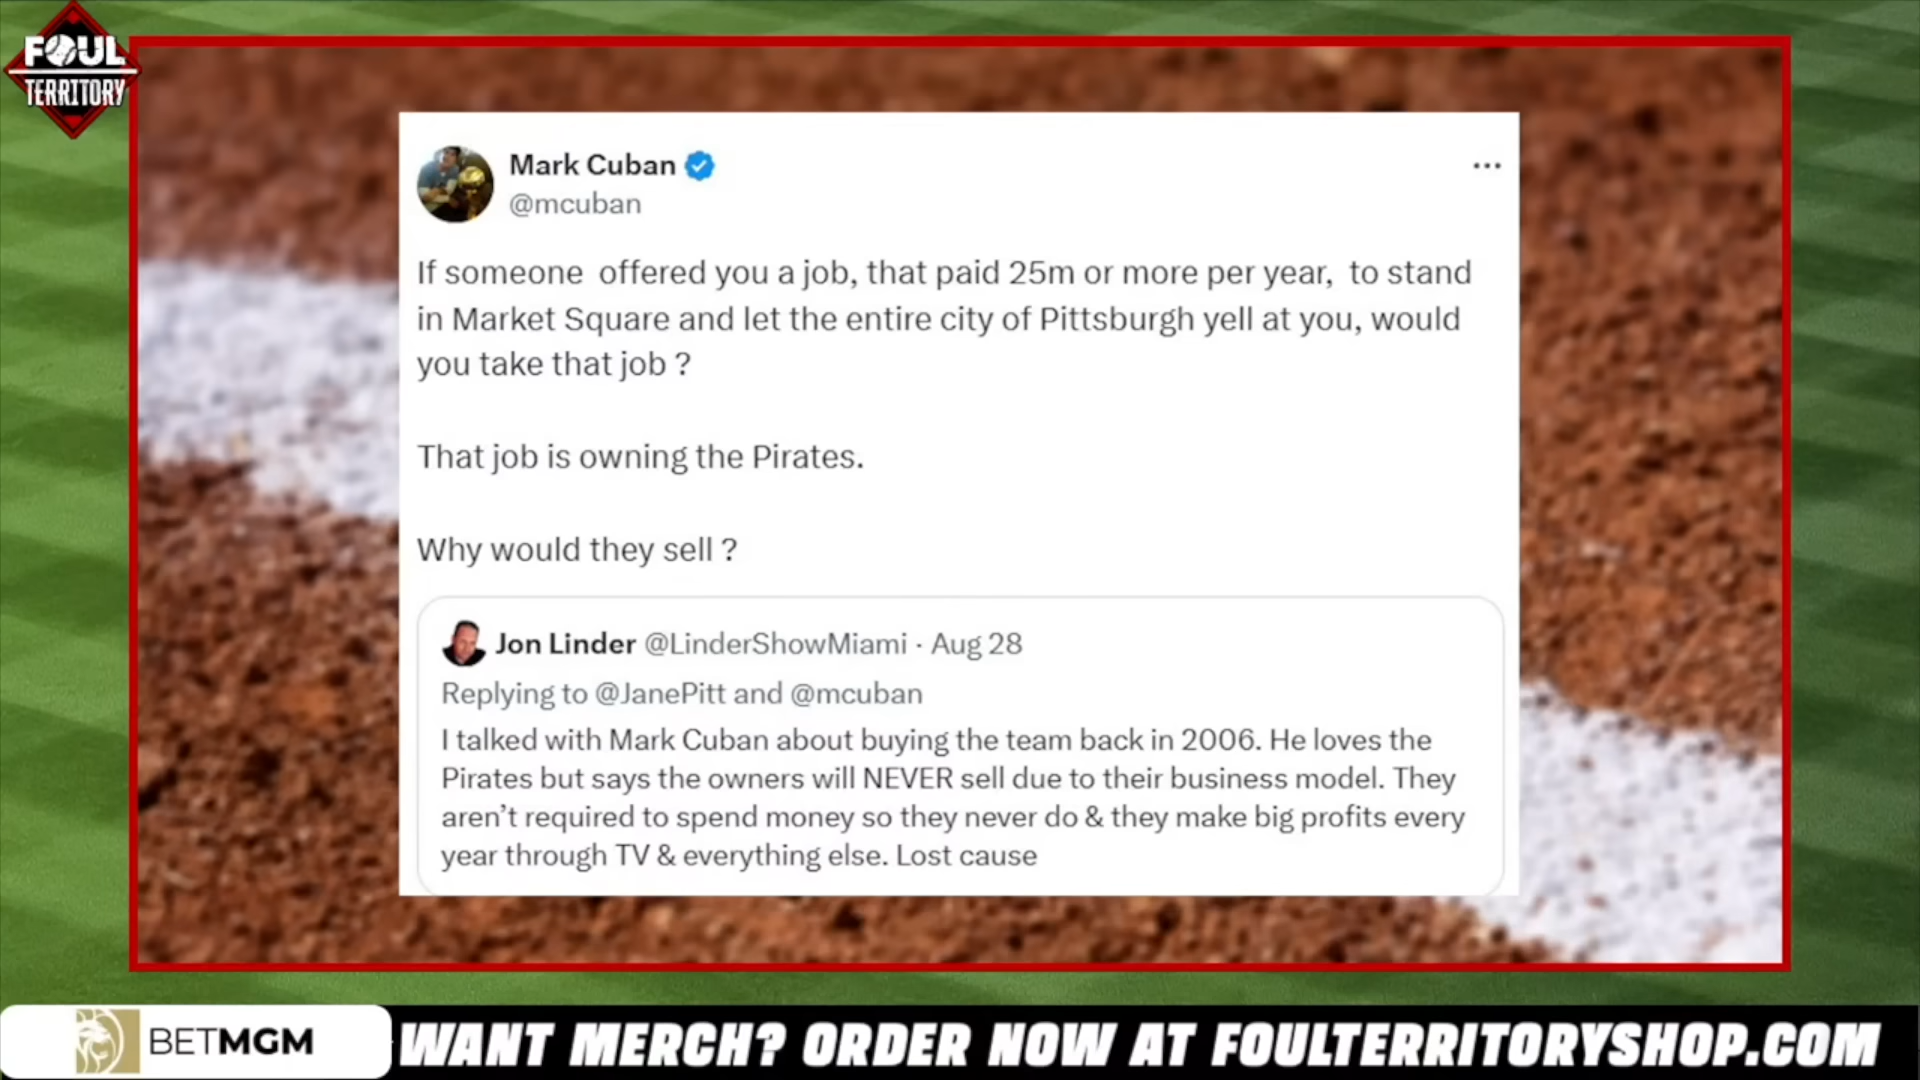 FOUL
TERRITORY
Mark Cuban
@mcuban
If someone  offered you a job, that paid 25m or more per year,  to stand
in Market Square and let the entire city of Pittsburgh yell at you, would
you take that job ?
That job is owning the Pirates.
Why would they sell ?
Jon Linder @LinderShowMiami · Aug 28
Replying to @JanePitt and @mcuban
I talked with Mark Cuban about buying the team back in 2006. He loves the
Pirates but says the owners will NEVER sell due to their business model. They
aren’t required to spend money so they never do & they make big profits every
year through TV & everything else. Lost cause
BETMGM
WANT MERCH? ORDER NOW AT FOULTERRITORYSHOP.COM